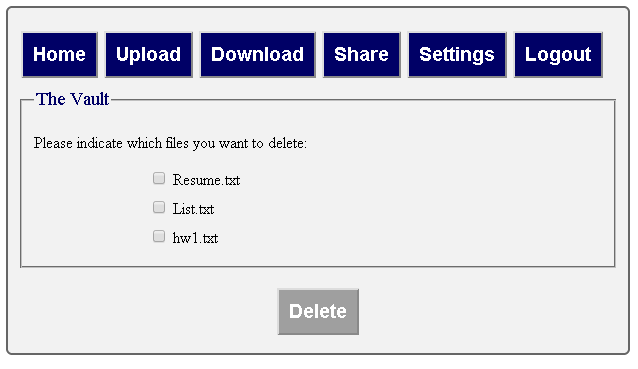 Home Upload Download Share Settings Logout
The Vault
Please indicate which files you want to delete:
Resume.txt
List.txt
hw1.txt
Delete